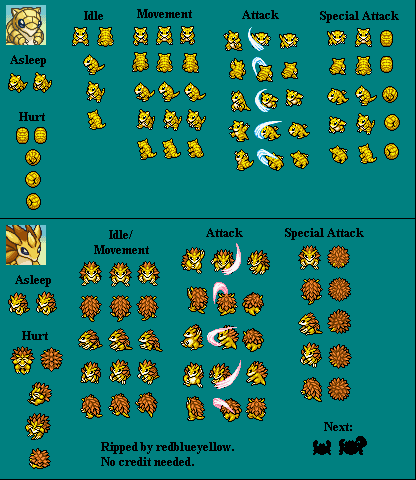 Idle
Movement
Attack
Special Attack
Asleep
Hurt
Idle/
Movement
Attack
Special Attack
Asleep
Hurt
Next:
Ripped by redblueyellow.
No credit needed.